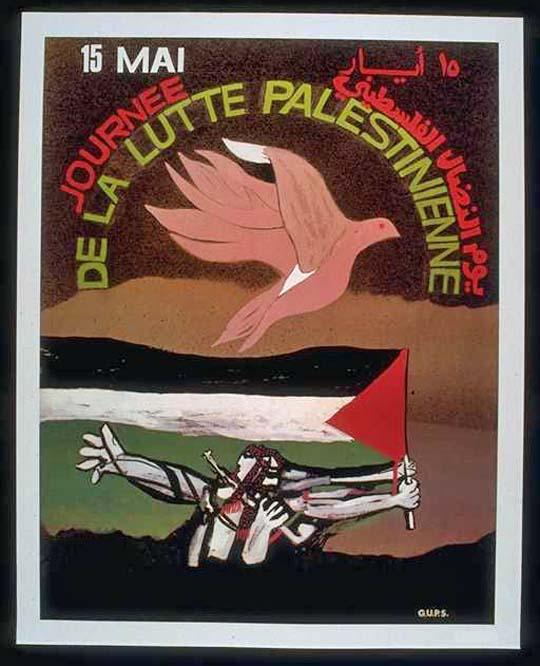 15 MAI
١٥ أيار
JOURNEE
DE LA LUTTE PALESTINIENNE
يوم النضال الفلسطيني
G.U.P.S.